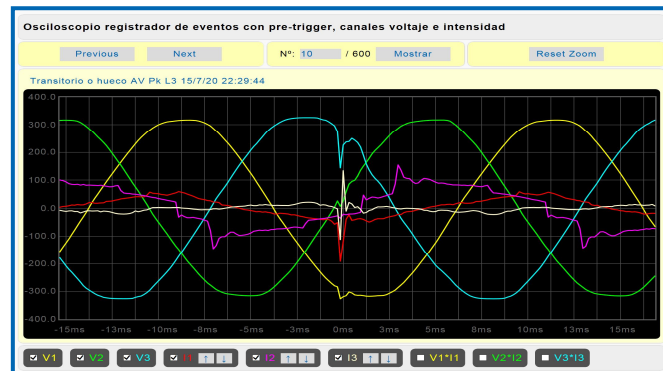 Osciloscopio registrador de eventos con pre-trigger, canales voltaje e intensidad
Previous Next Nº: 10 / 600 Mostrar Reset Zoom
Transitorio o hueco AV Pk L3 15/7/20 22:29:44
400.0
300.0
200.0
100.0
0.0
-100.0
-200.0
-300.0
-400.0
-15ms -13ms -10ms -8ms -5ms -3ms 0ms 3ms 5ms 8ms 10ms 13ms 15ms
V1 V2 V3 I1 ↑ ↓ I2 ↑ ↓ I3 ↑ ↓ V1*I1 V2*I2 V3*I3